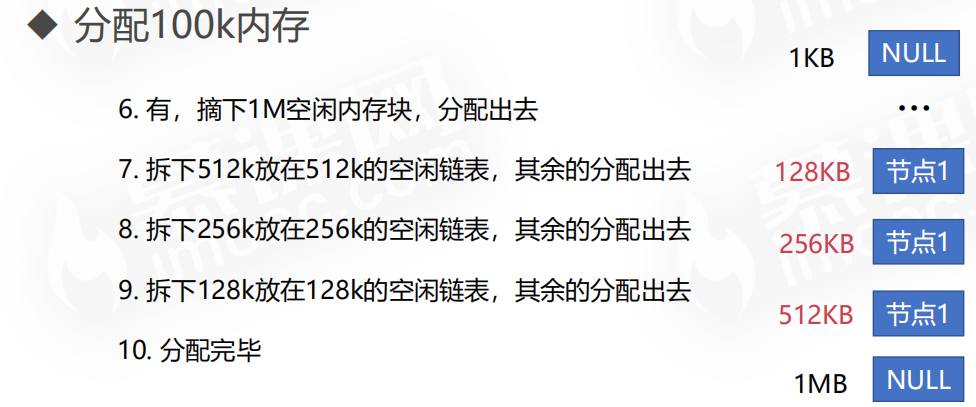 ◆ 分配100k内存
6. 有，摘下1M空闲内存块，分配出去
7. 拆下512k放在512k的空闲链表，其余的分配出去
8. 拆下256k放在256k的空闲链表，其余的分配出去
9. 拆下128k放在128k的空闲链表，其余的分配出去
10. 分配完毕
1KB NULL
...
128KB 节点1
256KB 节点1
512KB 节点1
1MB NULL
慕课网
imooc.com